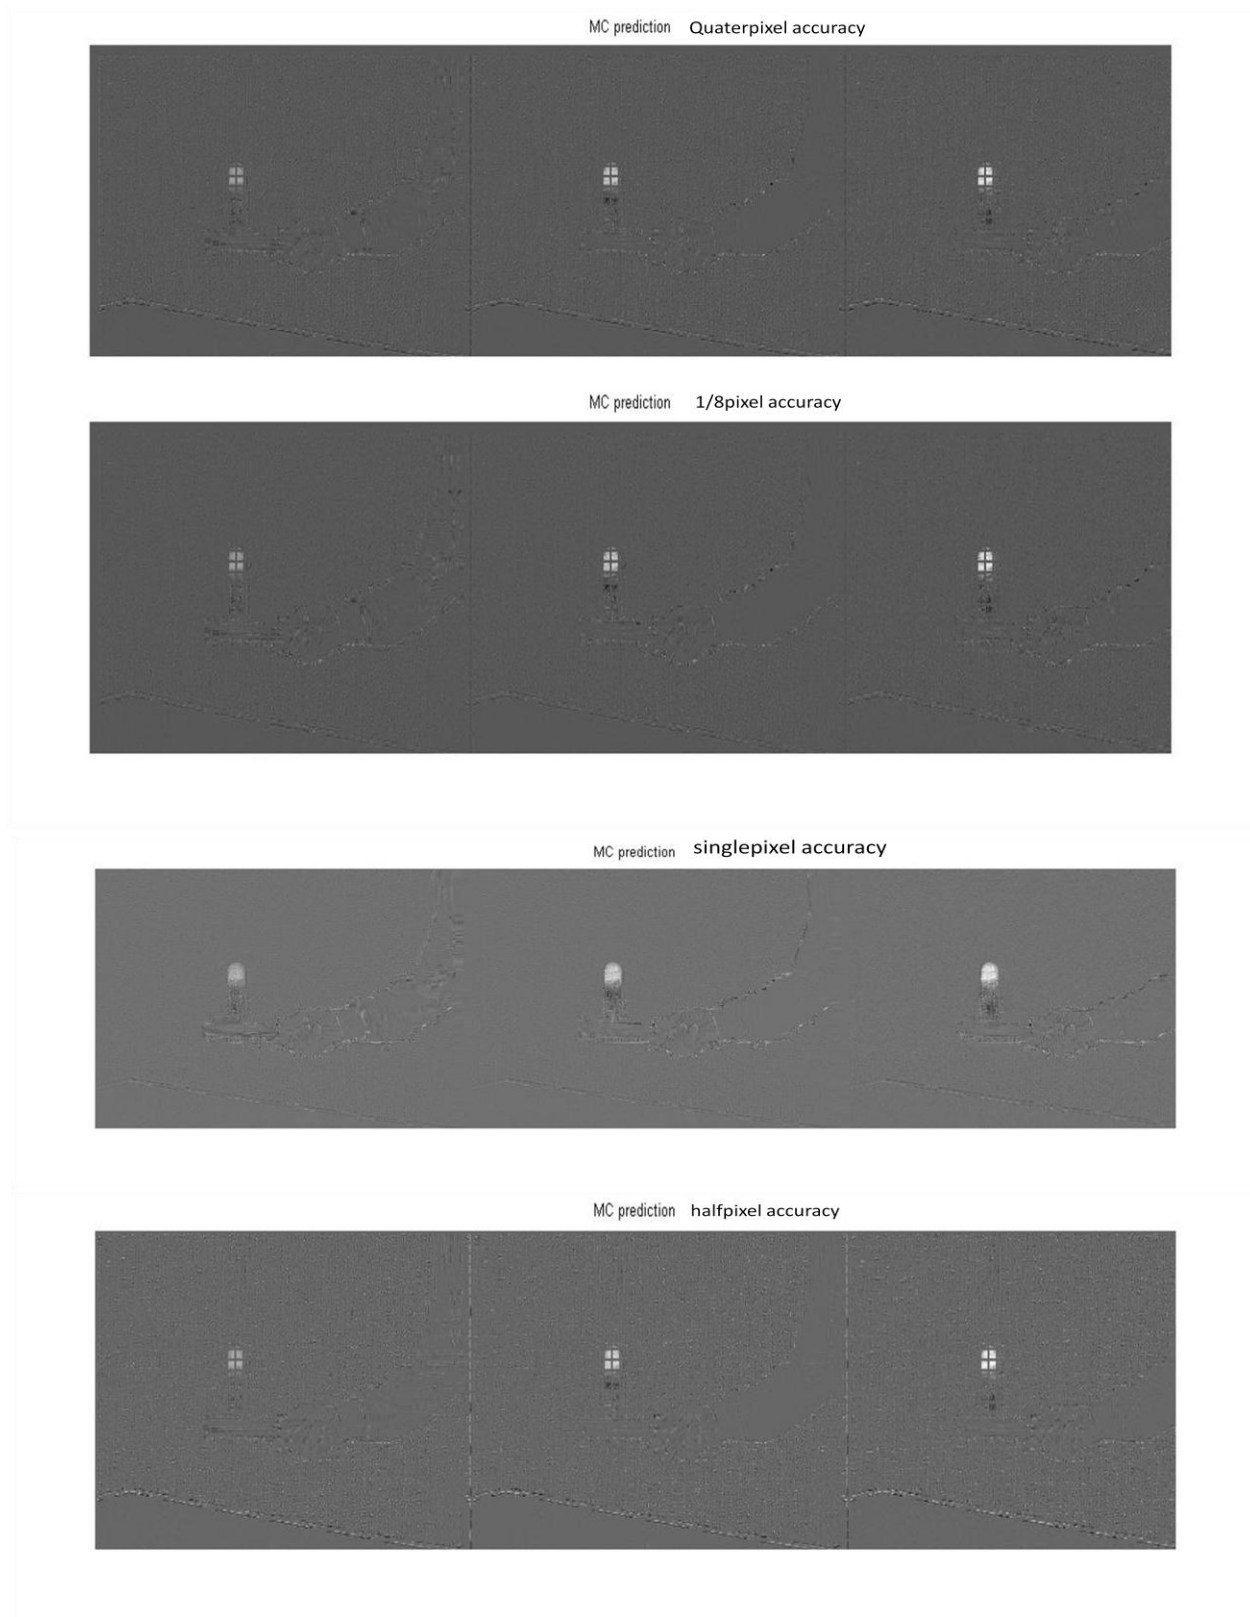 MC prediction Quaterpixel accuracy
MC prediction 1/8pixel accuracy
MC prediction singlepixel accuracy
MC prediction halfpixel accuracy